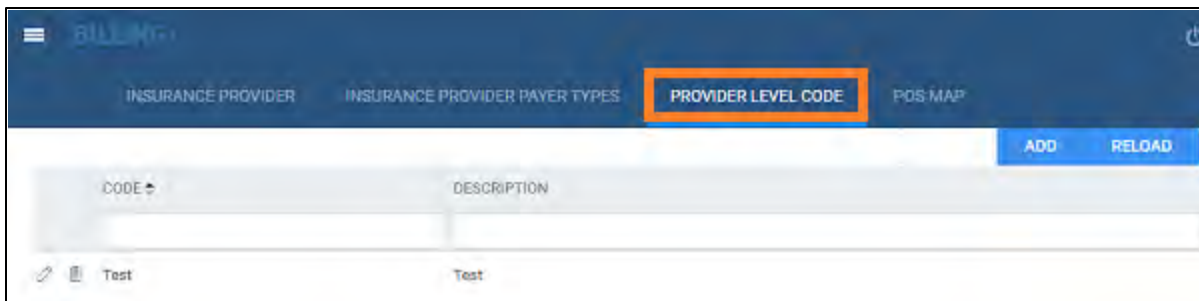 BILLING
INSURANCE PROVIDER INSURANCE PROVIDER PAYER TYPES PROVIDER LEVEL CODE POS MAP
ADD RELOAD
CODE DESCRIPTION
Test Test